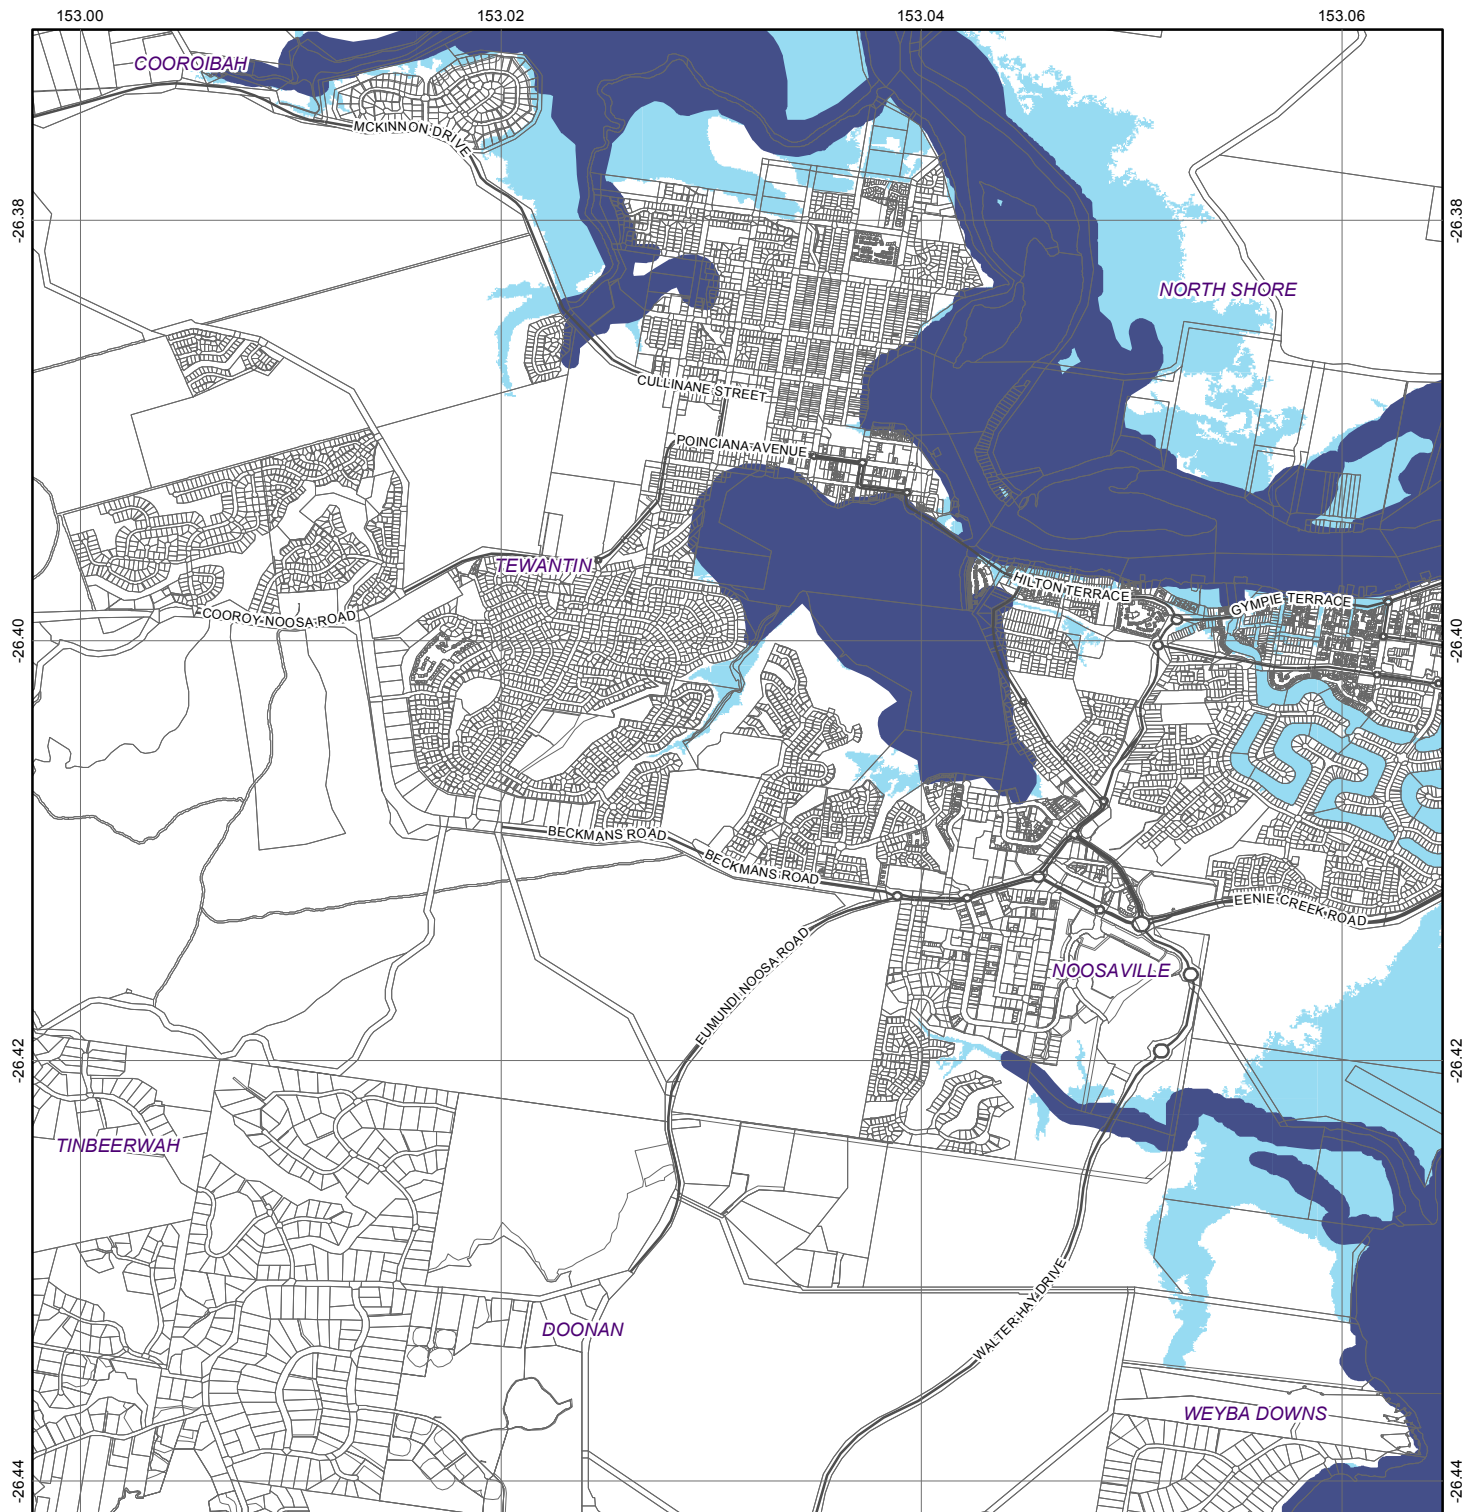 153.00
153.02
153.04
153.06
COOROIBAH
MCKINNON DRIVE
-26.38
-26.38
NORTH SHORE
CULLINANE STREET
POINCIANA AVENUE
TEWANTIN
HILTON TERRACE
GYMPIE TERRACE
COOROY NOOSA ROAD
-26.40
-26.40
BECKMANS ROAD
BECKMANS ROAD
EENIE CREEK ROAD
EUMUNDI NOOSA ROAD
NOOSAVILLE
-26.42
-26.42
TINBEERWAH
WALTER HAY DRIVE
DOONAN
WEYBA DOWNS
-26.44
-26.44